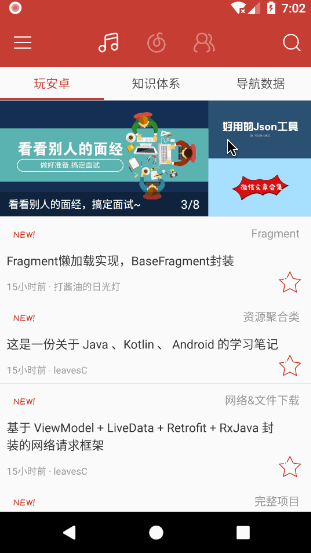 7:02
玩安卓
知识体系
导航数据
看看别人的面经
做好准备 搞定面试
好用的Json工具
微信文章合集
看看别人的面经，搞定面试~
3/8
NEW!
Fragment
Fragment懒加载实现，BaseFragment封装
15小时前 · 打酱油的日光灯
NEW!
资源聚合类
这是一份关于 Java 、Kotlin 、 Android 的学习笔记
15小时前 · leavesC
NEW!
网络&文件下载
基于 ViewModel + LiveData + Retrofit + RxJava 封
装的网络请求框架
15小时前 · leavesC
NEW!
完整项目